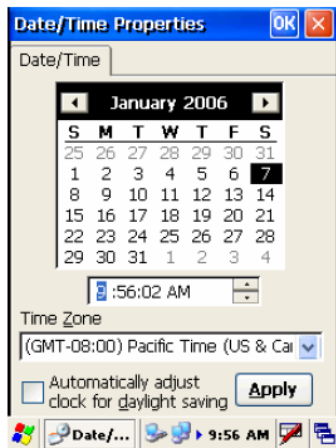 Date/Time Properties OK
Date/Time
January 2006
S M T W T F S
25 26 27 28 29 30 31
1 2 3 4 5 6 7
8 9 10 11 12 13 14
15 16 17 18 19 20 21
22 23 24 25 26 27 28
29 30 31 1 2 3 4
:56:02 AM
Time Zone
(GMT-08:00) Pacific Time (US & Car
Automatically adjust
clock for daylight saving
Apply
Date/... 9:56 AM